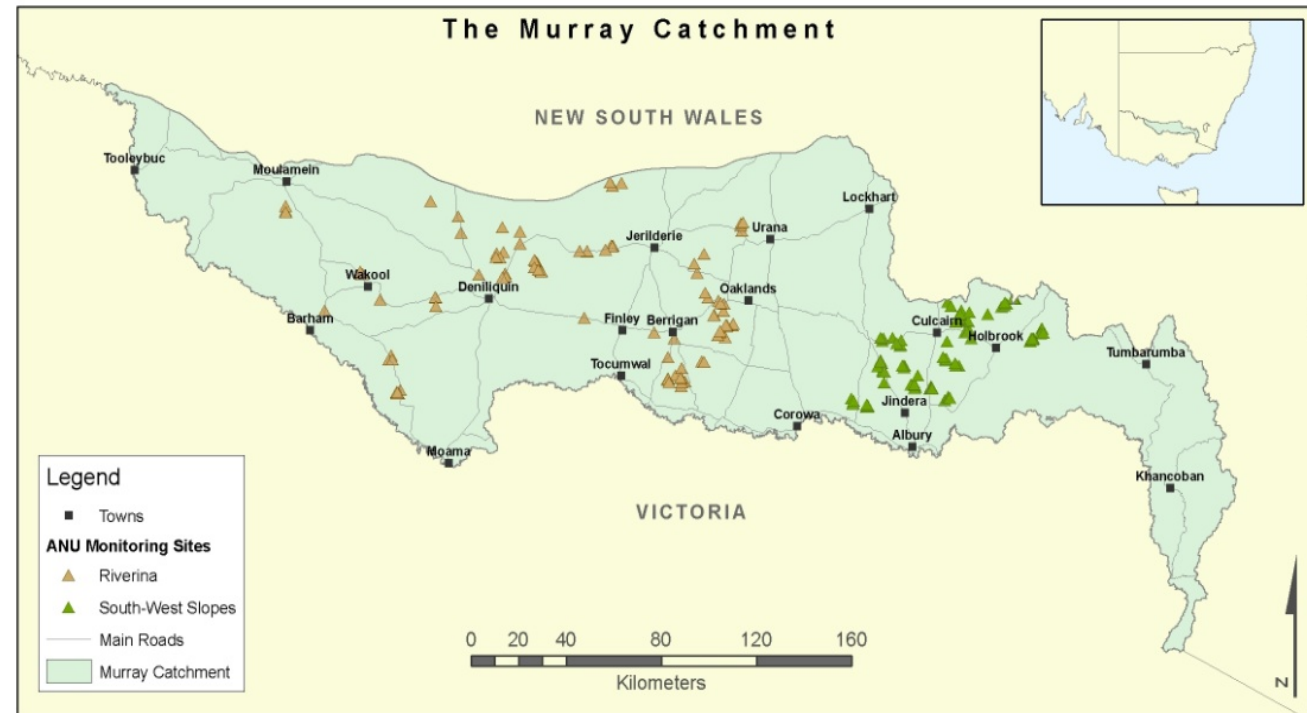 The Murray Catchment
NEW SOUTH WALES
Tooleybuc
Moulamein
Lockhart
Urana
Jerilderie
Wakool
Deniliquin
Oaklands
Barham
Finley
Berrigan
Culcairn
Holbrook
Tumbarumba
Tocumwal
Jindera
Corowa
Albury
Moama
Khancoban
VICTORIA
Legend
Towns
ANU Monitoring Sites
Riverina
South-West Slopes
Main Roads
Murray Catchment
0 20 40 80 120 160
Kilometers
N